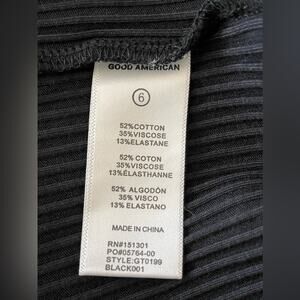 GOOD AMERICAN
6
52%COTTON
35%VISCOSE
13%ELASTANE
52% COTON
35%VISCOSE
13%ÉLASTHANNE
52% ALGODÓN
35% VISCO
13% ELASTANO
MADE IN CHINA
RN#151301
PO#05764-00
STYLE:GT0199
BLACK001